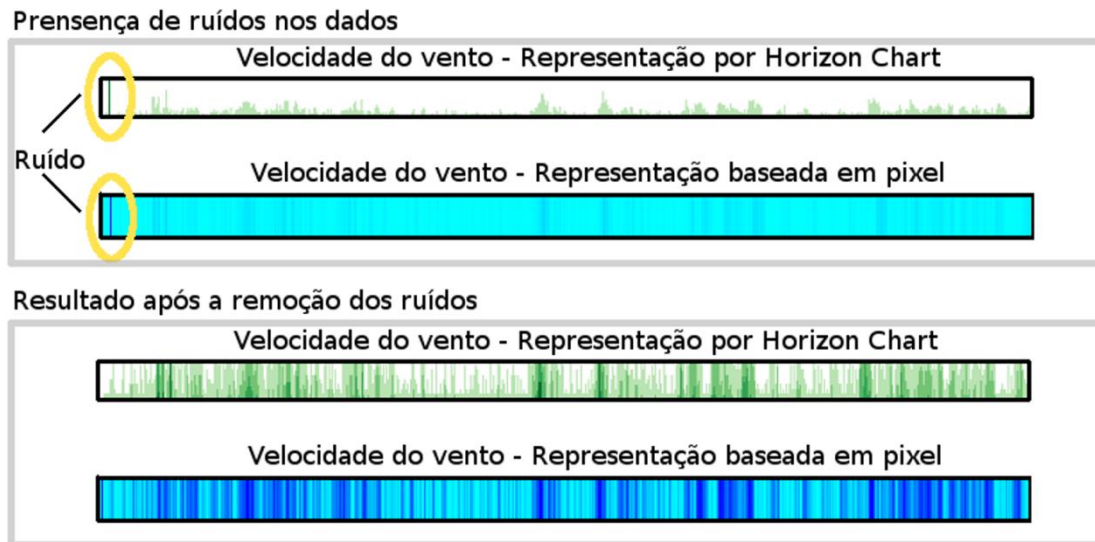 Prensença de ruídos nos dados
Velocidade do vento - Representação por Horizon Chart
Ruído
Velocidade do vento - Representação baseada em pixel
Resultado após a remoção dos ruídos
Velocidade do vento - Representação por Horizon Chart
Velocidade do vento - Representação baseada em pixel